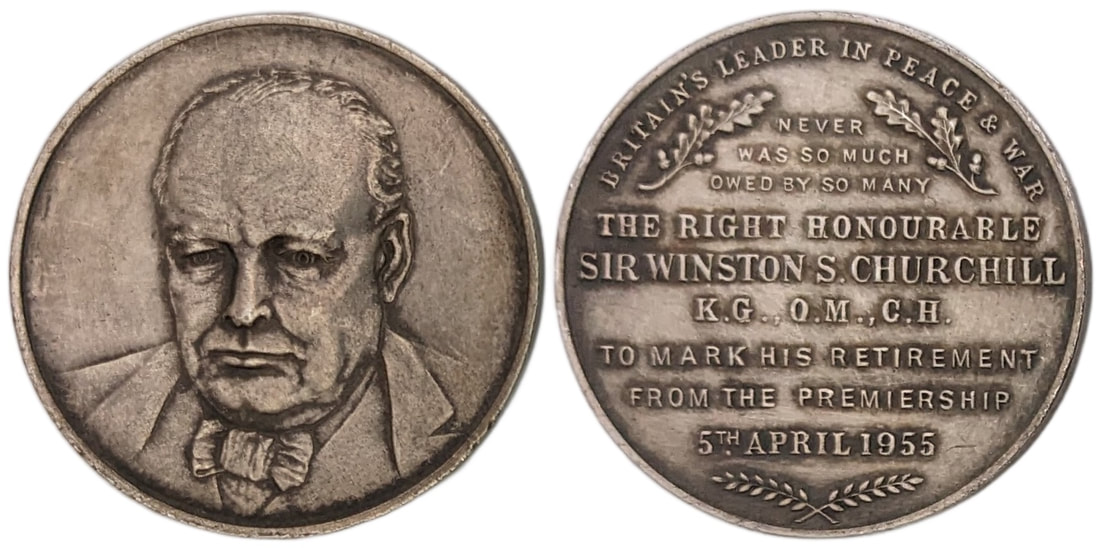 BRITAIN'S LEADER IN PEACE & WAR
NEVER
WAS SO MUCH
OWED BY SO MANY
THE RIGHT HONOURABLE
SIR WINSTON S. CHURCHILL
K.G., O.M., C.H.
TO MARK HIS RETIREMENT
FROM THE PREMIERSHIP
5TH. APRIL 1955